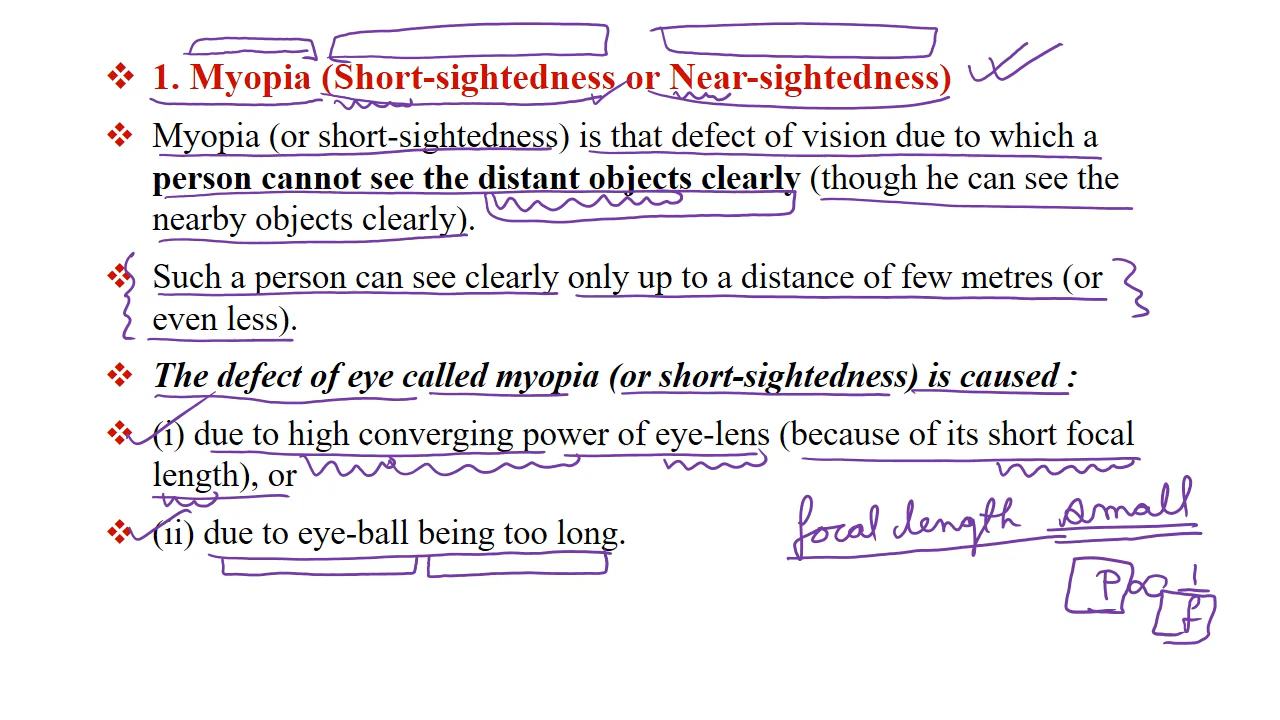 ❖ 1. Myopia (Short-sightedness or Near-sightedness)
❖ Myopia (or short-sightedness) is that defect of vision due to which a
person cannot see the distant objects clearly (though he can see the
nearby objects clearly).
❖ Such a person can see clearly only up to a distance of few metres (or
even less).
❖ The defect of eye called myopia (or short-sightedness) is caused :
❖ (i) due to high converging power of eye-lens (because of its short focal
length), or
❖ (ii) due to eye-ball being too long.
focal length small
P ∝ 1/f